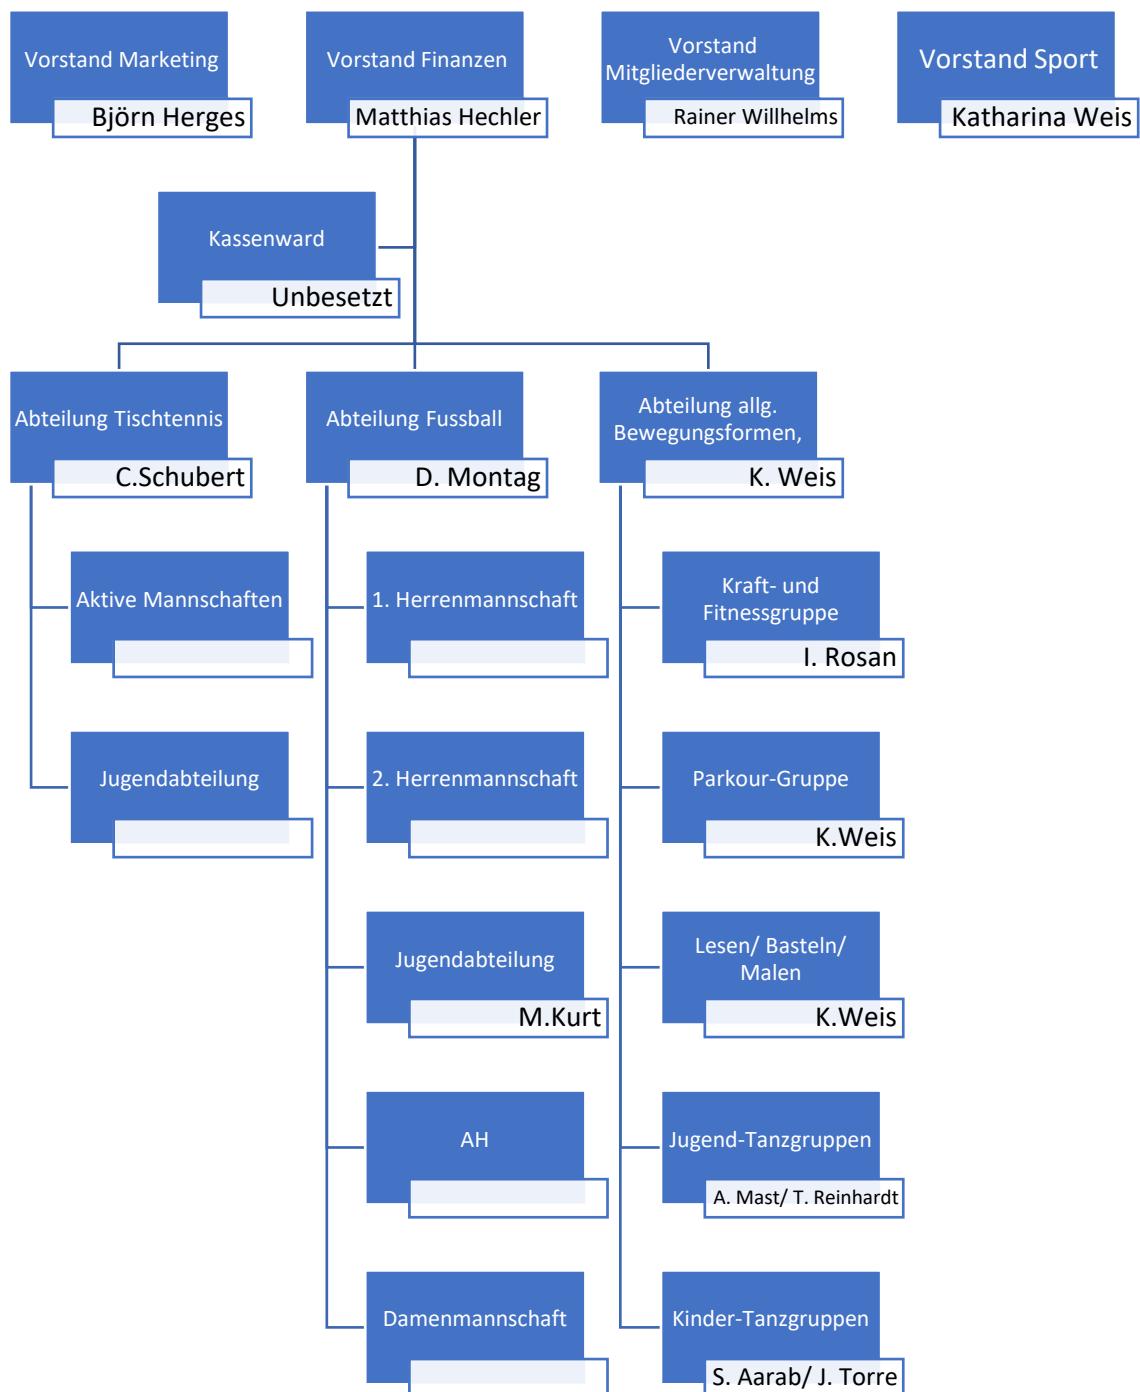 Vorstand Marketing
Björn Herges
Vorstand Finanzen
Matthias Hechler
Vorstand
Mitgliederverwaltung
Rainer Willhelms
Vorstand Sport
Katharina Weis
Kassenward
Unbesetzt
Abteilung Tischtennis
C.Schubert
Abteilung Fussball
D. Montag
Abteilung allg.
Bewegungsformen,
K. Weis
Aktive Mannschaften
Jugendabteilung
1. Herrenmannschaft
2. Herrenmannschaft
Jugendabteilung
M.Kurt
AH
Damenmannschaft
Kraft- und
Fitnessgruppe
I. Rosan
Parkour-Gruppe
K.Weis
Lesen/ Basteln/
Malen
K.Weis
Jugend-Tanzgruppen
A. Mast/ T. Reinhardt
Kinder-Tanzgruppen
S. Aarab/ J. Torre